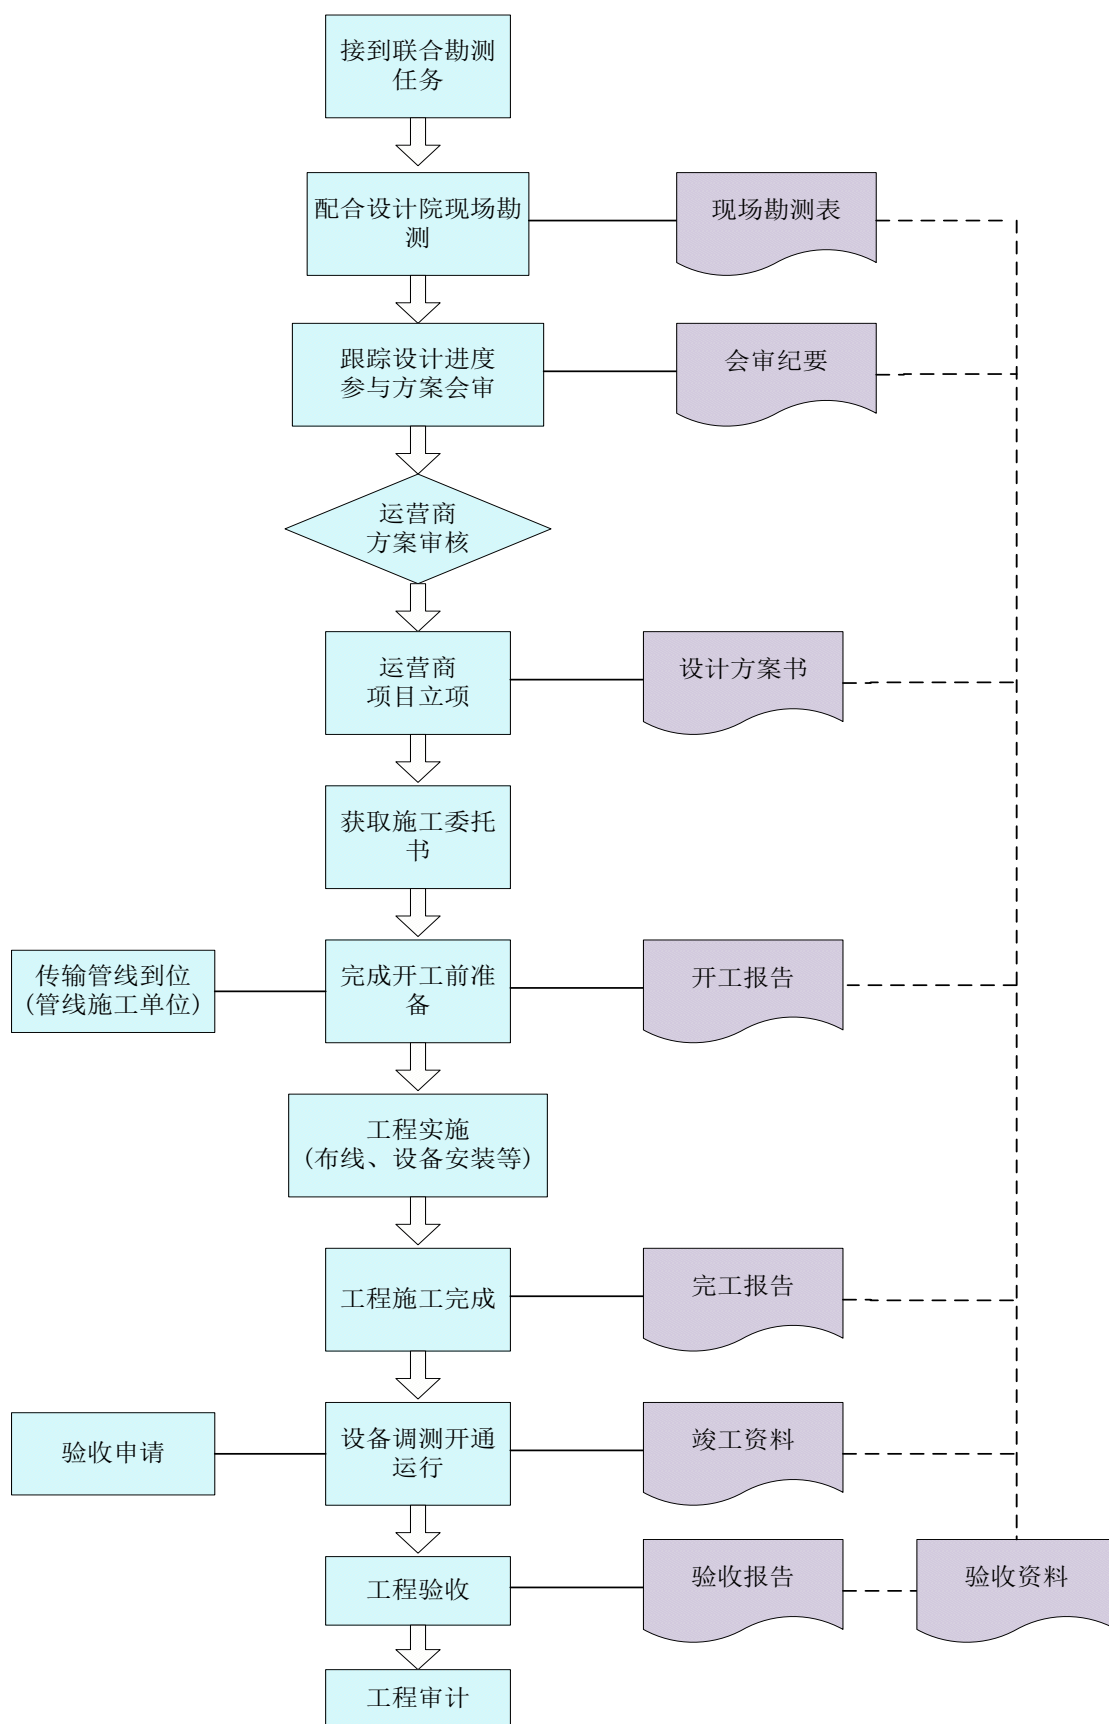 接到联合勘测
任务
配合设计院现场勘
测
现场勘测表
跟踪设计进度
参与方案会审
会审纪要
运营商
方案审核
运营商
项目立项
设计方案书
获取施工委托
书
传输管线到位
(管线施工单位)
完成开工前准
备
开工报告
工程实施
(布线、设备安装等)
工程施工完成
完工报告
验收申请
设备调测开通
运行
竣工资料
工程验收
验收报告
验收资料
工程审计